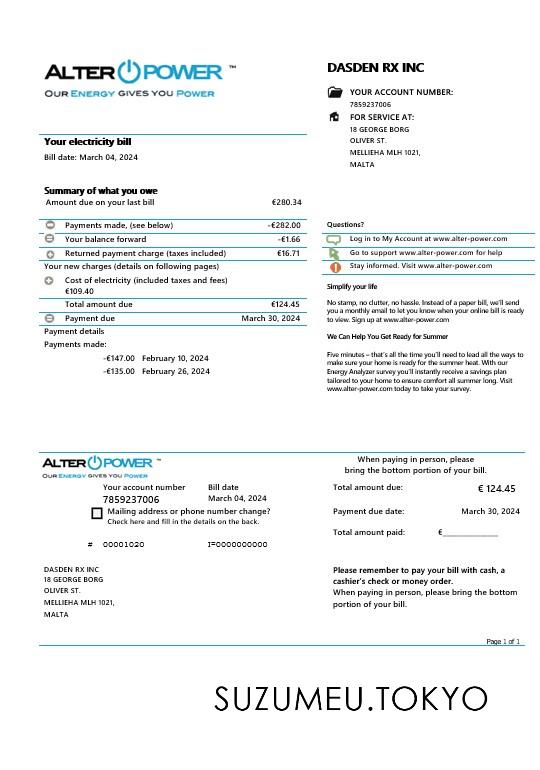 ALTER POWER ™
OUR ENERGY GIVES YOU POWER
DASDEN RX INC
YOUR ACCOUNT NUMBER:
7859237006
FOR SERVICE AT:
18 GEORGE BORG
OLIVER ST.
MELLIEHA MLH 1021,
MALTA
Your electricity bill
Bill date: March 04, 2024
Summary of what you owe
Amount due on your last bill €280.34
Payments made, (see below) -€282.00
Your balance forward -€1.66
Returned payment charge (taxes included) €16.71
Your new charges (details on following pages)
Cost of electricity (included taxes and fees)
€109.40
Total amount due €124.45
Payment due March 30, 2024
Payment details
Payments made:
-€147.00 February 10, 2024
-€135.00 February 26, 2024
Questions?
Log in to My Account at www.alter-power.com
Go to support www.alter-power.com for help
Stay informed. Visit www.alter-power.com
Simplify your life
No stamp, no clutter, no hassle. Instead of a paper bill, we'll send
you a monthly email to let you know when your online bill is ready
to view. Sign up at www.alter-power.com
We Can Help You Get Ready for Summer
Five minutes – that's all the time you'll need to lead all the ways to
make sure your home is ready for the summer heat. With our
Energy Analyzer survey you'll instantly receive a savings plan
tailored to your home to ensure comfort all summer long. Visit
www.alter-power.com today to take your survey.
ALTER POWER ™
OUR ENERGY GIVES YOU POWER
Your account number Bill date
7859237006 March 04, 2024
Mailing address or phone number change?
Check here and fill in the details on the back.
# 00001020 I=0000000000
DASDEN RX INC
18 GEORGE BORG
OLIVER ST.
MELLIEHA MLH 1021,
MALTA
When paying in person, please
bring the bottom portion of your bill.
Total amount due: € 124.45
Payment due date: March 30, 2024
Total amount paid: €______________
Please remember to pay your bill with cash, a
cashier's check or money order.
When paying in person, please bring the bottom
portion of your bill.
Page 1 of 1
SUZUMEU.TOKYO